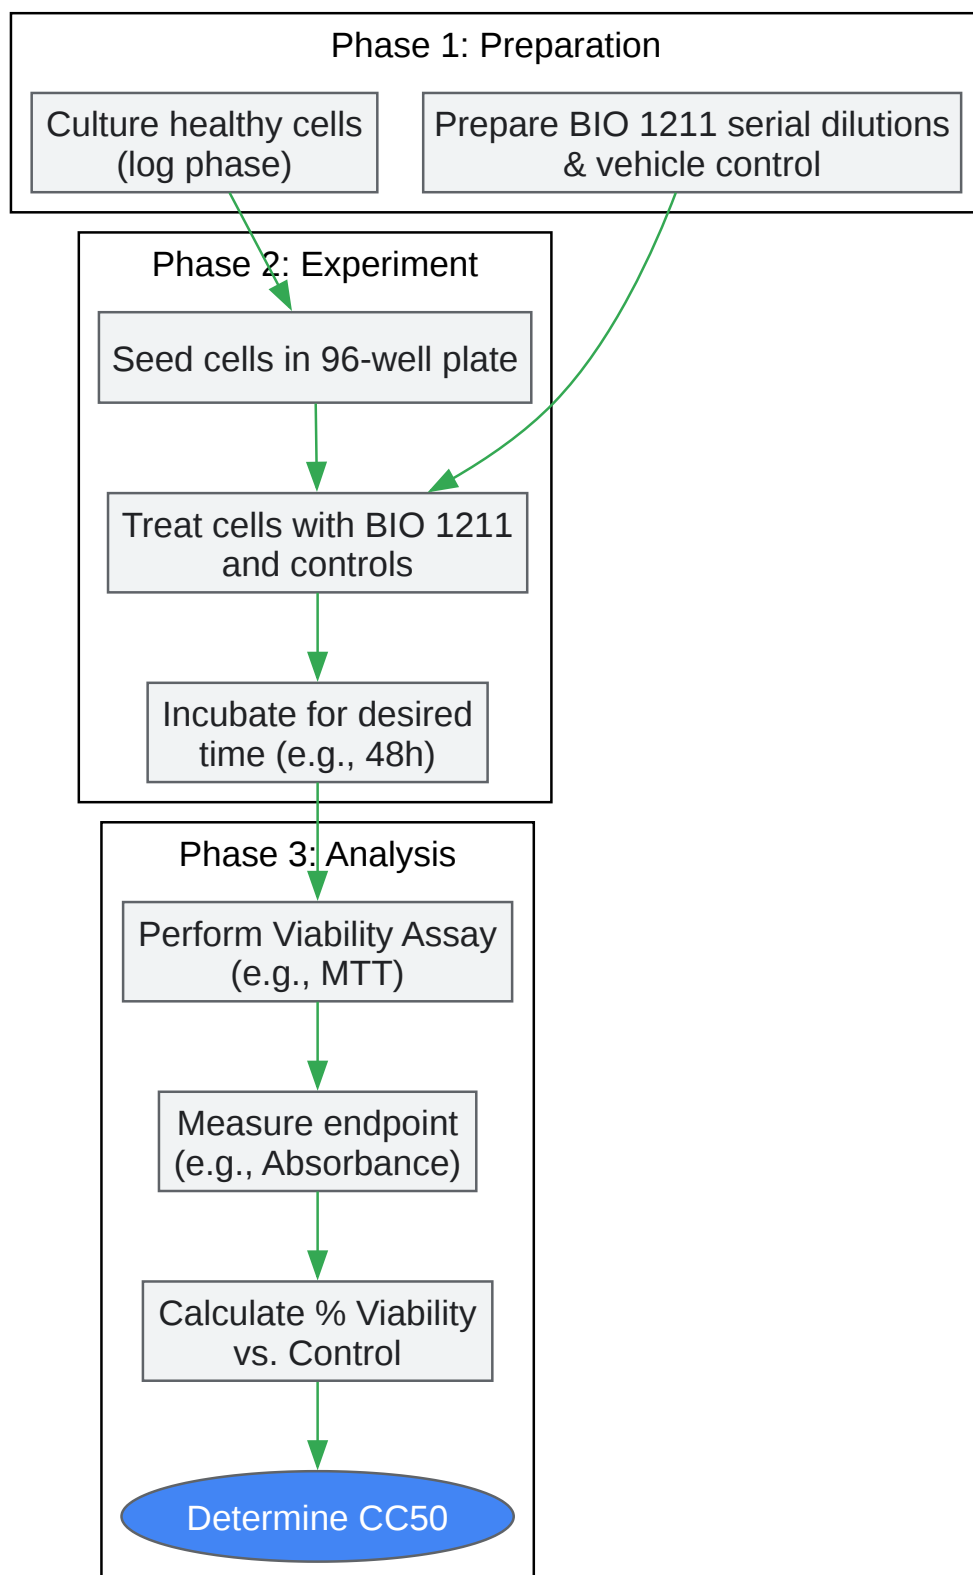 Phase 1: Preparation
Culture healthy cells
(log phase)
Prepare BIO 1211 serial dilutions
& vehicle control
Phase 2: Experiment
Seed cells in 96-well plate
Treat cells with BIO 1211
and controls
Incubate for desired
time (e.g., 48h)
Phase 3: Analysis
Perform Viability Assay
(e.g., MTT)
Measure endpoint
(e.g., Absorbance)
Calculate % Viability
vs. Control
Determine CC50